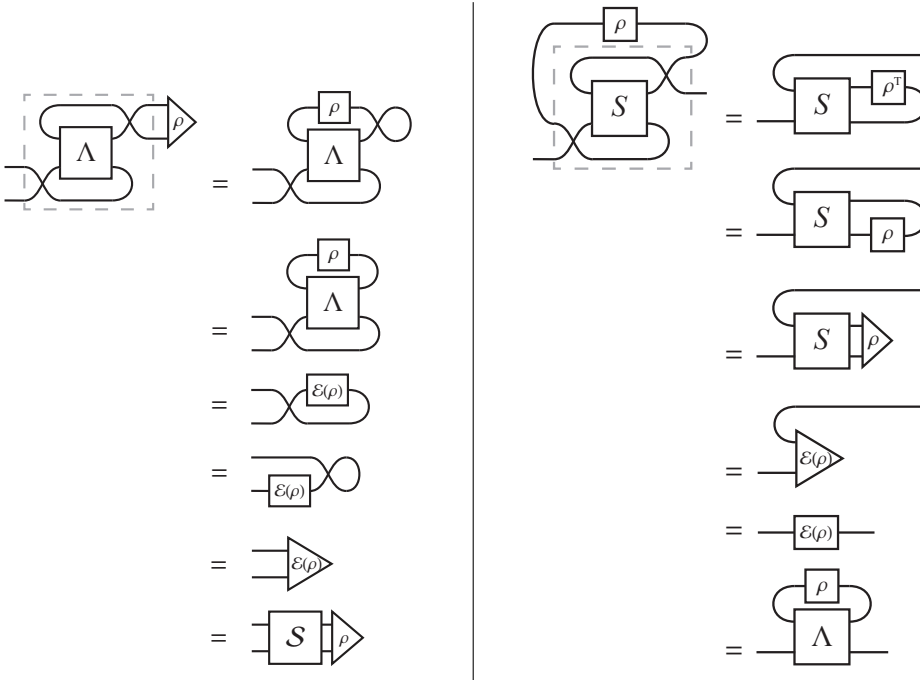 Λ ρ
= ρ Λ
= ρ Λ
= ℰ(ρ)
= ℰ(ρ)
= ℰ(ρ)
= 𝒮 ρ
ρ
S
= S ρᵀ
= S ρ
= S ρ
= ℰ(ρ)
= ℰ(ρ)
= ρ Λ